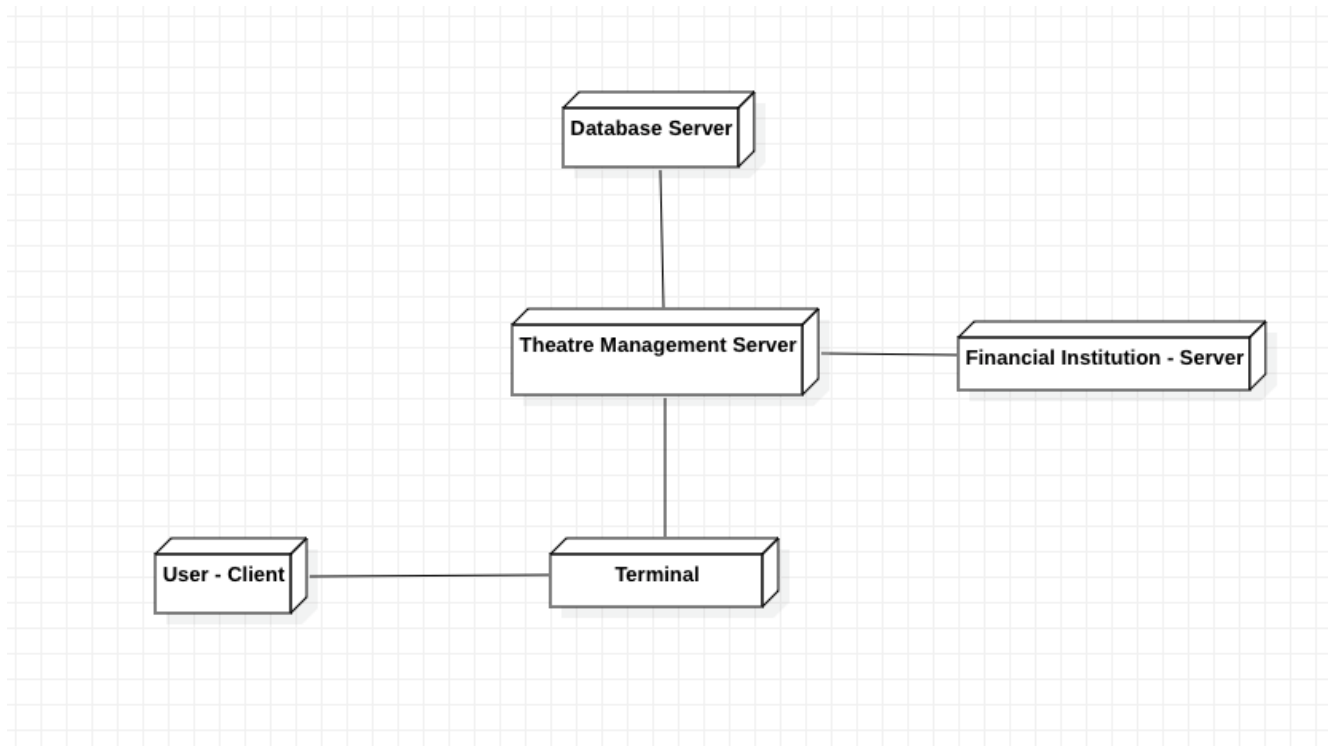 Database Server
Theatre Management Server
Financial Institution - Server
User - Client
Terminal